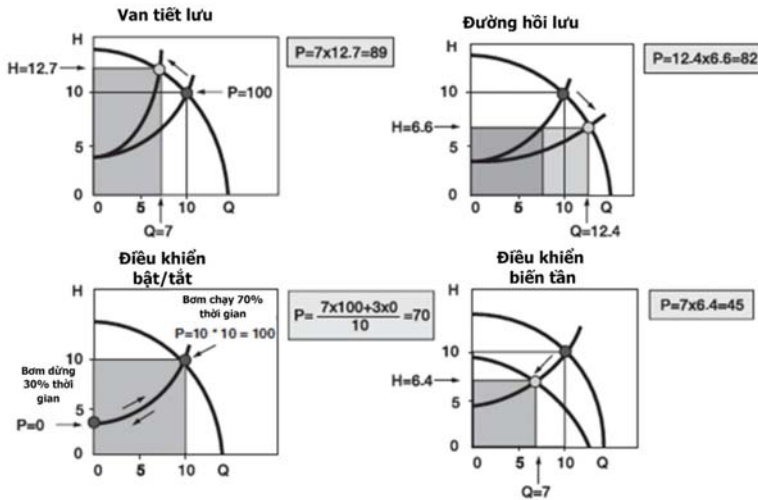 Van tiết lưu
H
H=12.7
10
5
0
0
5
10
Q
Q=7
P=100
P=7x12.7=89
Đường hồi lưu
H
10
H=6.6
5
0
0
5
10
Q
Q=12.4
P=12.4x6.6=82
Điều khiển
bật/tắt
H
Bơm chạy 70%
thời gian
P=10 * 10 = 100
10
Bơm dừng
30% thời
gian
5
P=0
0
0
5
10
Q
P= 7x100+3x0 =70
10
Điều khiển
biến tần
H
10
H=6.4
5
0
0
5
10
Q
Q=7
P=7x6.4=45